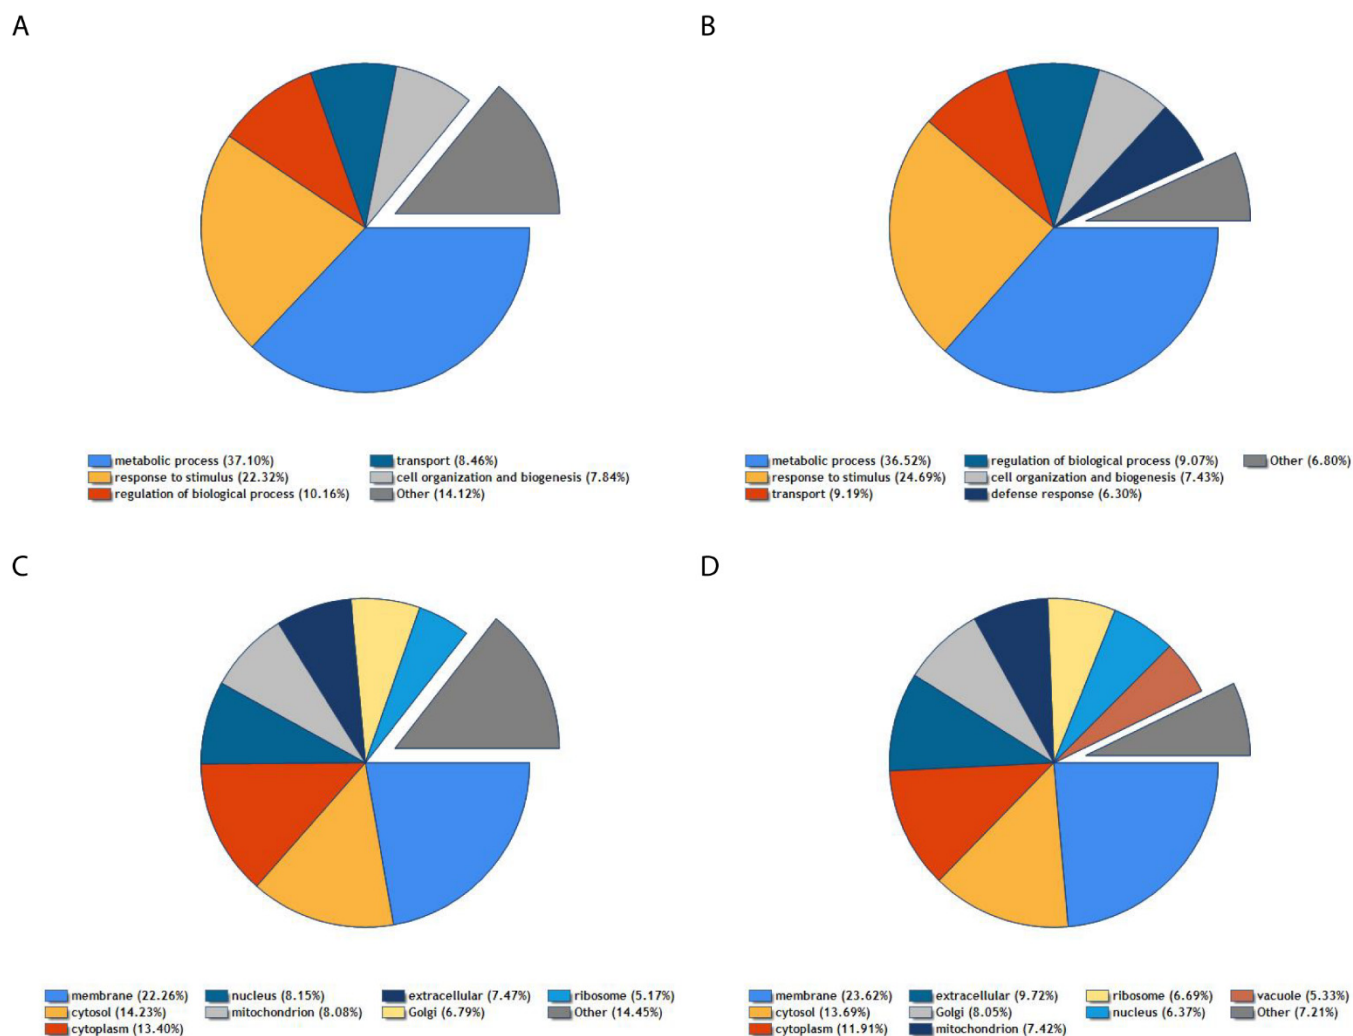 A
B
metabolic process (37.10%) transport (8.46%)
response to stimulus (22.32%) cell organization and biogenesis (7.84%)
regulation of biological process (10.16%) Other (14.12%)
metabolic process (36.52%) regulation of biological process (9.07%) Other (6.80%)
response to stimulus (24.69%) cell organization and biogenesis (7.43%)
transport (9.19%) defense response (6.30%)
C
D
membrane (22.26%) nucleus (8.15%) extracellular (7.47%) ribosome (5.17%)
cytosol (14.23%) mitochondrion (8.08%) Golgi (6.79%) Other (14.45%)
cytoplasm (13.40%)
membrane (23.62%) extracellular (9.72%) ribosome (6.69%) vacuole (5.33%)
cytosol (13.69%) Golgi (8.05%) nucleus (6.37%) Other (7.21%)
cytoplasm (11.91%) mitochondrion (7.42%)